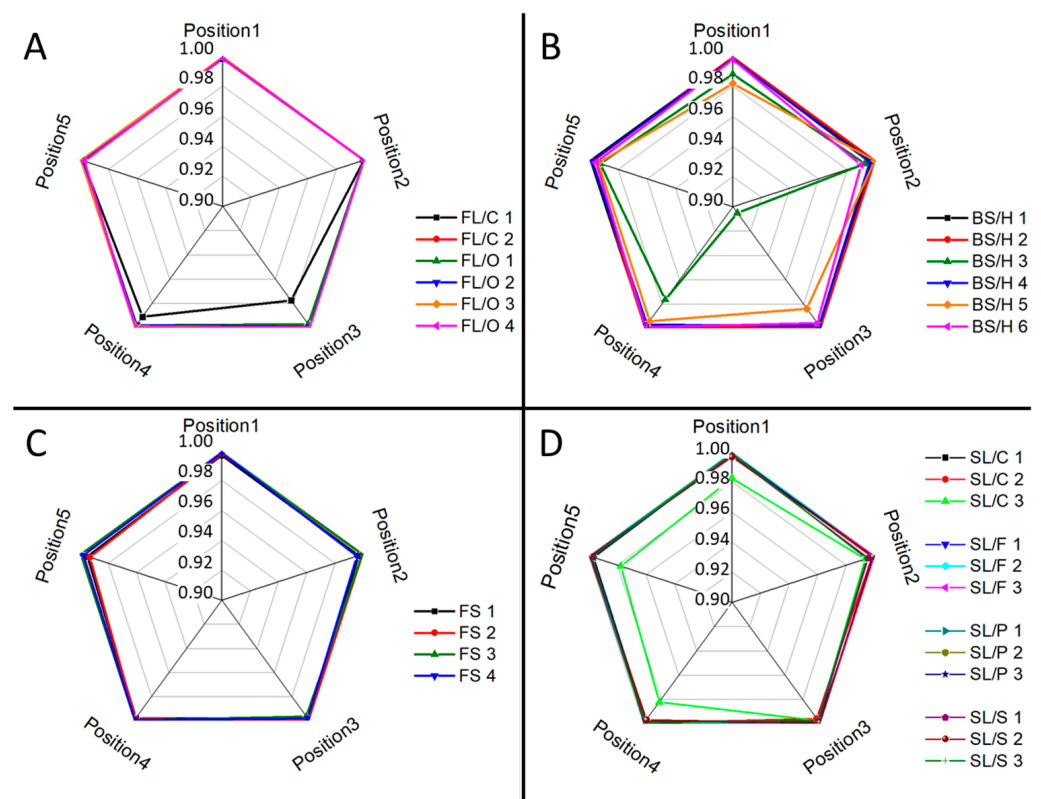 A
Position1
1.00
0.98
0.96
0.94
0.92
0.90
Position2
Position3
Position4
Position5
FL/C 1
FL/C 2
FL/O 1
FL/O 2
FL/O 3
FL/O 4
B
Position1
1.00
0.98
0.96
0.94
0.92
0.90
Position2
Position3
Position4
Position5
BS/H 1
BS/H 2
BS/H 3
BS/H 4
BS/H 5
BS/H 6
C
Position1
1.00
0.98
0.96
0.94
0.92
0.90
Position2
Position3
Position4
Position5
FS 1
FS 2
FS 3
FS 4
D
Position1
1.00
0.98
0.96
0.94
0.92
0.90
Position2
Position3
Position4
Position5
SL/C 1
SL/C 2
SL/C 3
SL/F 1
SL/F 2
SL/F 3
SL/P 1
SL/P 2
SL/P 3
SL/S 1
SL/S 2
SL/S 3